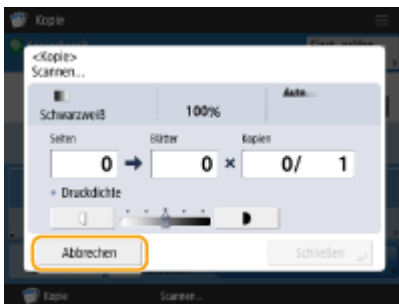 Kopie
<Kopie>
Scannen...
Schwarzweiß
100%
Auto
Seiten
Blätter
Kopien
0
0
×
0/ 1
Druckdichte
Abbrechen
Schließen
Kopie
Scannen...